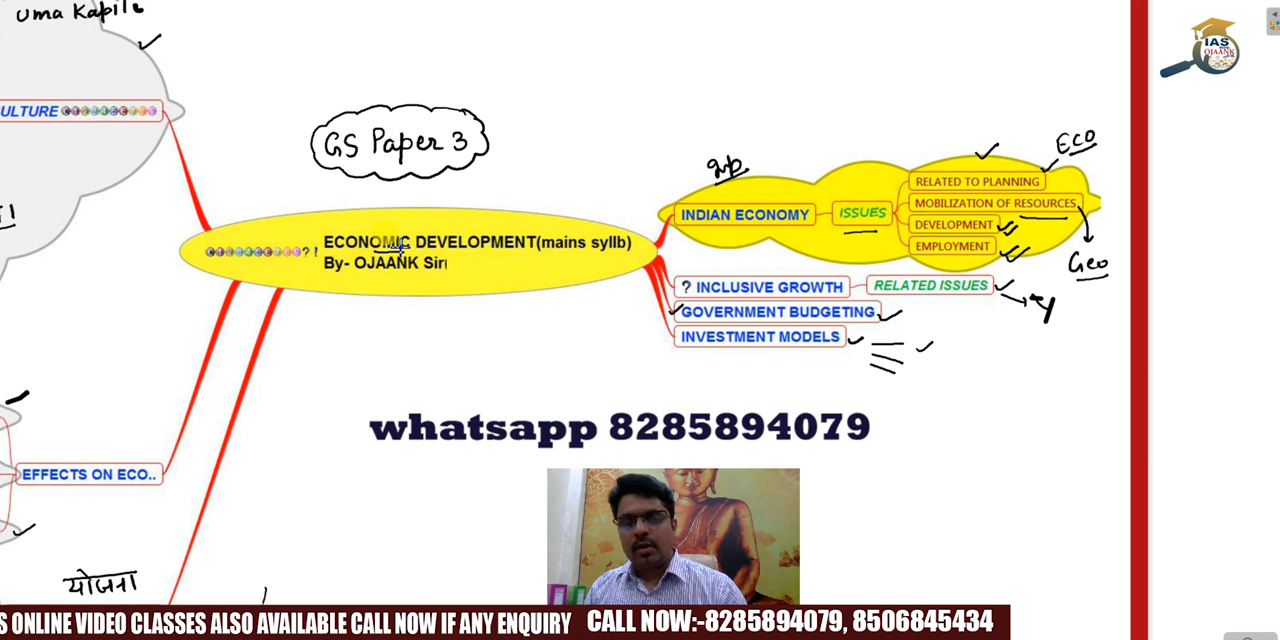 Uma Kapila
ULTURE
GS Paper 3
ECONOMIC DEVELOPMENT(mains syllb)
By- OJAANK Sir
INDIAN ECONOMY
ISSUES
ECO
RELATED TO PLANNING
MOBILIZATION OF RESOURCES
DEVELOPMENT
EMPLOYMENT
Geo
? INCLUSIVE GROWTH
RELATED ISSUES
GOVERNMENT BUDGETING
INVESTMENT MODELS
EFFECTS ON ECO..
योजना
whatsapp 8285894079
IAS
OJAANK
S ONLINE VIDEO CLASSES ALSO AVAILABLE CALL NOW IF ANY ENQUIRY CALL NOW:-8285894079, 8506845434